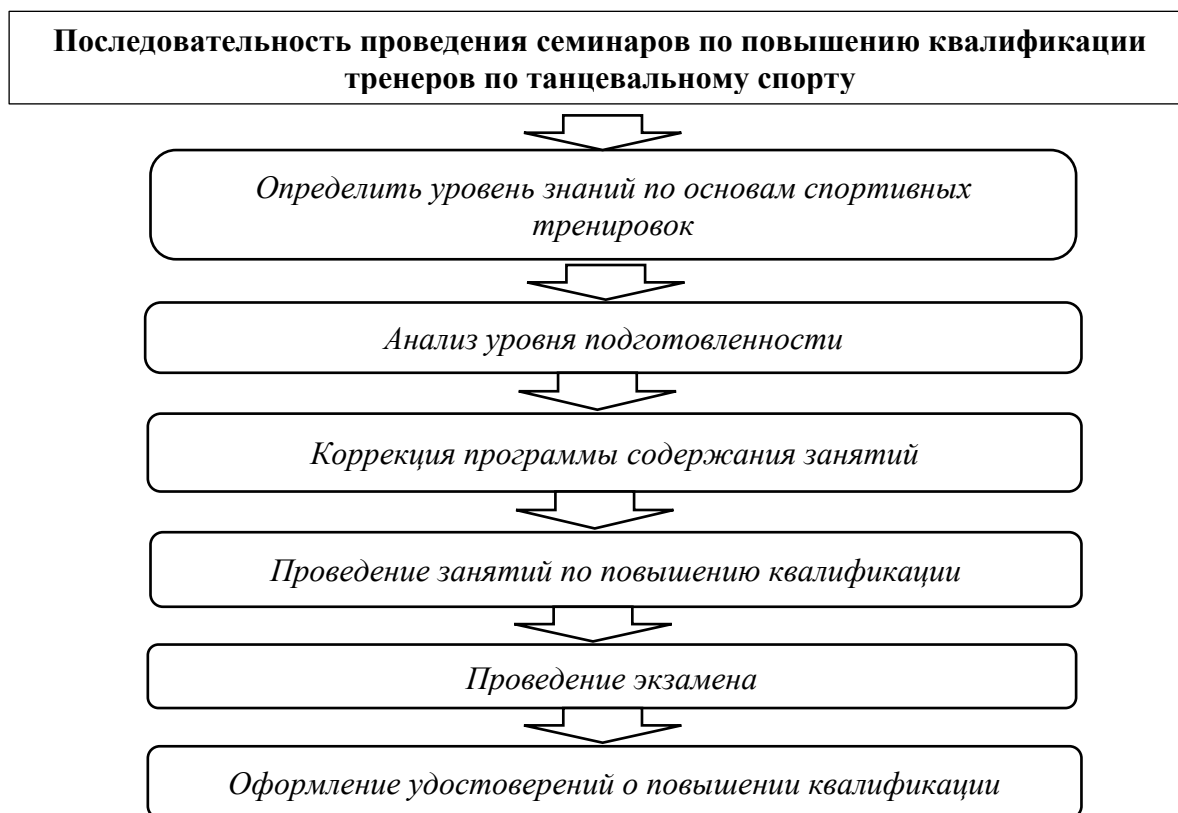 Последовательность проведения семинаров по повышению квалификации
тренеров по танцевальному спорту
Определить уровень знаний по основам спортивных
тренировок
Анализ уровня подготовленности
Коррекция программы содержания занятий
Проведение занятий по повышению квалификации
Проведение экзамена
Оформление удостоверений о повышении квалификации